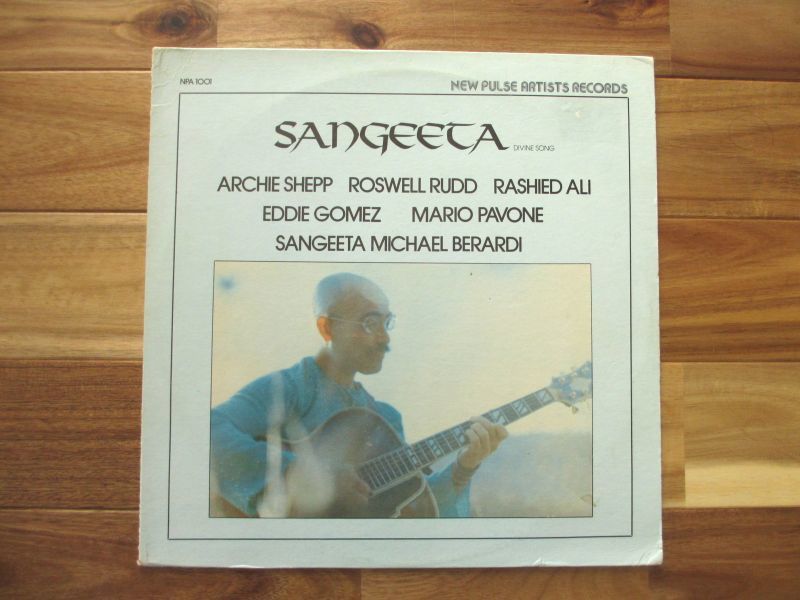 NPA 1001
NEW PULSE ARTISTS RECORDS
SANGEETA DIVINE SONG
ARCHIE SHEPP ROSWELL RUDD RASHIED ALI
EDDIE GOMEZ MARIO PAVONE
SANGEETA MICHAEL BERARDI